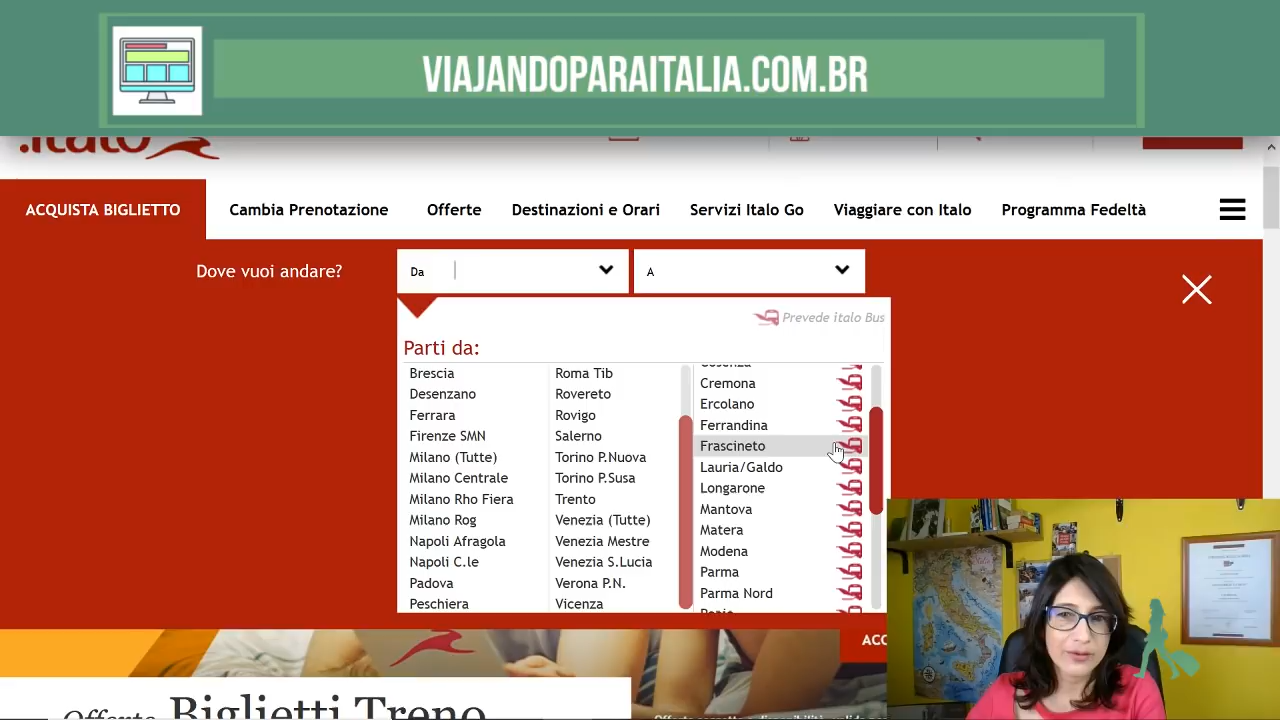 VIAJANDOPARAITALIA.COM.BR
.italo
ACQUISTA BIGLIETTO
Cambia Prenotazione
Offerte
Destinazioni e Orari
Servizi Italo Go
Viaggiare con Italo
Programma Fedeltà
Dove vuoi andare?
Da
A
Prevede italo Bus
Parti da:
Brescia
Desenzano
Ferrara
Firenze SMN
Milano (Tutte)
Milano Centrale
Milano Rho Fiera
Milano Rog
Napoli Afragola
Napoli C.le
Padova
Peschiera
Roma Tib
Rovereto
Rovigo
Salerno
Torino P.Nuova
Torino P.Susa
Trento
Venezia (Tutte)
Venezia Mestre
Venezia S.Lucia
Verona P.N.
Vicenza
Cosenza
Cremona
Ercolano
Ferrandina
Frascineto
Lauria/Galdo
Longarone
Mantova
Matera
Modena
Parma
Parma Nord
ACC
Offerte Biglietti Treno